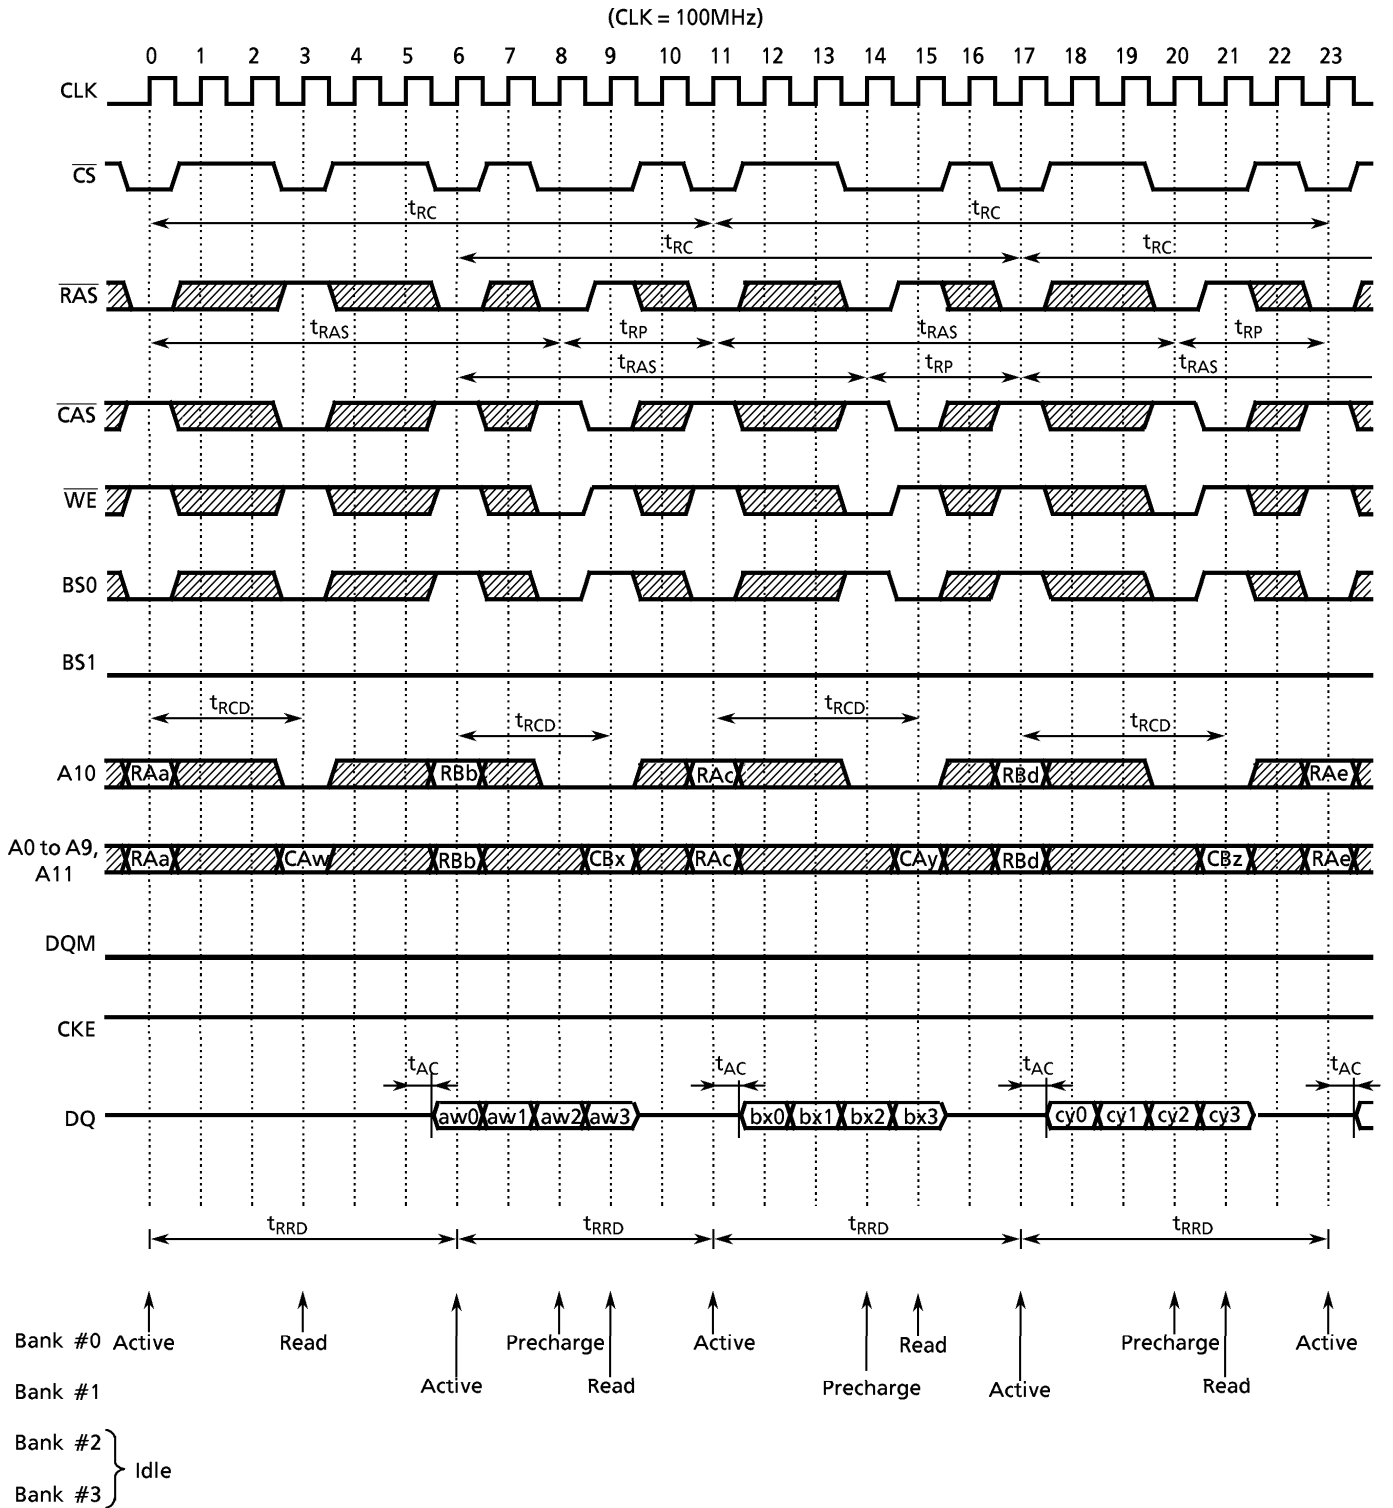 (CLK = 100MHz)
0 1 2 3 4 5 6 7 8 9 10 11 12 13 14 15 16 17 18 19 20 21 22 23
CLK
CS
tRC tRC
tRC tRC
RAS
tRAS tRP tRAS tRP
tRAS tRP tRAS
CAS
WE
BS0
BS1
tRCD tRCD
tRCD tRCD
A10 RAa RBb RAc RBd RAe
A0 to A9, A11 RAa CAw RBb CBx RAc CAy RBd CBz RAe
DQM
CKE
tAC tAC tAC tAC
DQ aw0 aw1 aw2 aw3 bx0 bx1 bx2 bx3 cy0 cy1 cy2 cy3
tRRD tRRD tRRD tRRD
Bank #0 Active Read Precharge Active Read Precharge Active
Bank #1 Active Read Precharge Active Read
Bank #2
Idle
Bank #3